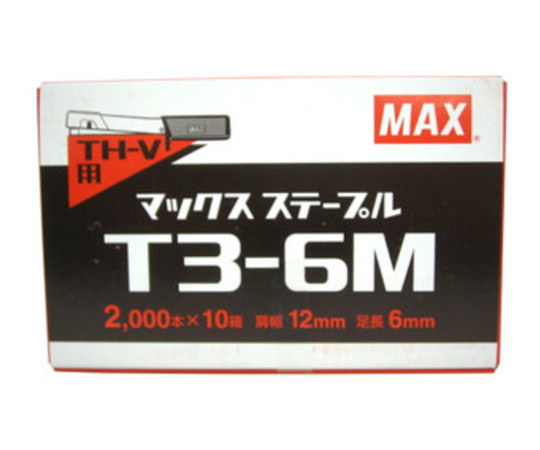 MAX
MAX
TH-V
用
マックス ステープル
T3-6M
2,000本×10箱 肩幅 12mm 足長 6mm